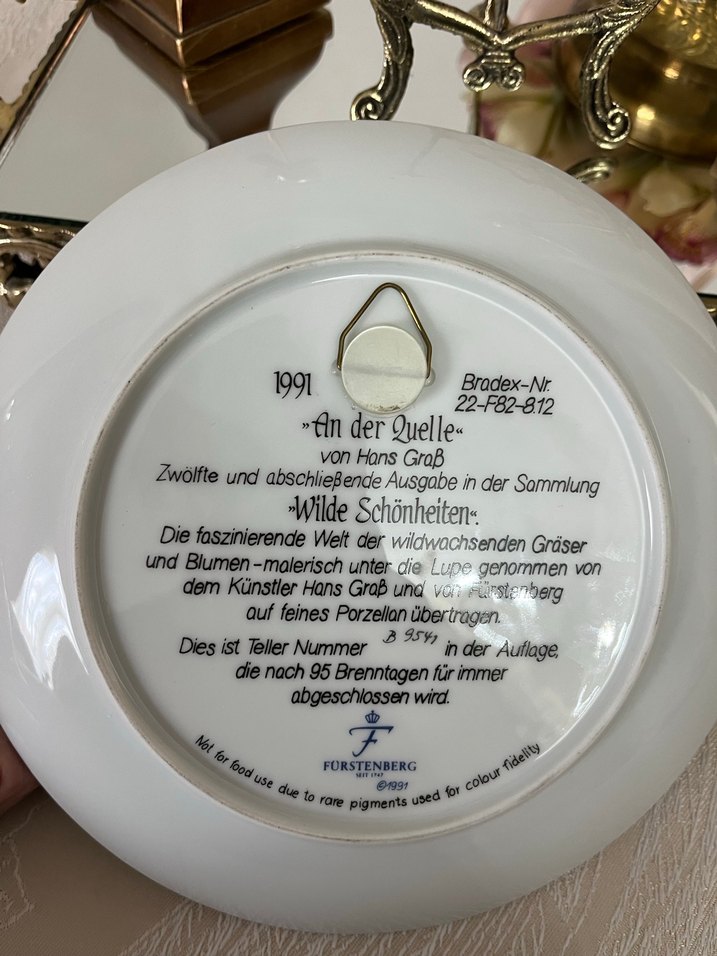 1991
Bradex-Nr.
22-F82-8.12
»An der Quelle«
von Hans Graß
Zwölfte und abschließende Ausgabe in der Sammlung
»Wilde Schönheiten«.
Die faszinierende Welt der wildwachsenden Gräser
und Blumen - malerisch unter die Lupe genommen von
dem Künstler Hans Graß und von Fürstenberg
auf feines Porzellan übertragen.
Dies ist Teller Nummer in der Auflage,
die nach 95 Brenntagen für immer
abgeschlossen wird.
F
FÜRSTENBERG
SEIT 1747
©1991
Not for food use due to rare pigments used for colour fidelity